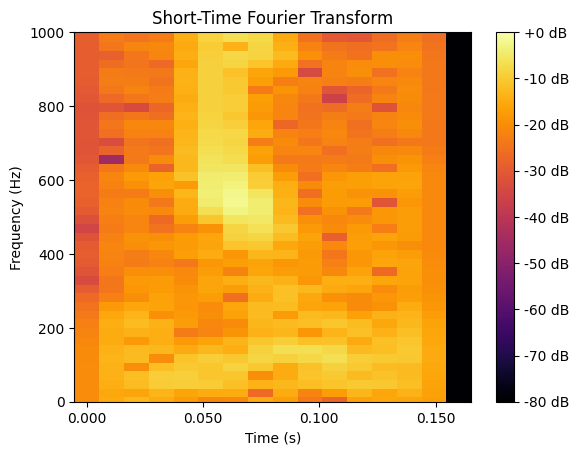 Short-Time Fourier Transform
1000
800
600
400
200
0
Frequency (Hz)
0.000
0.050
0.100
0.150
Time (s)
+0 dB
-10 dB
-20 dB
-30 dB
-40 dB
-50 dB
-60 dB
-70 dB
-80 dB